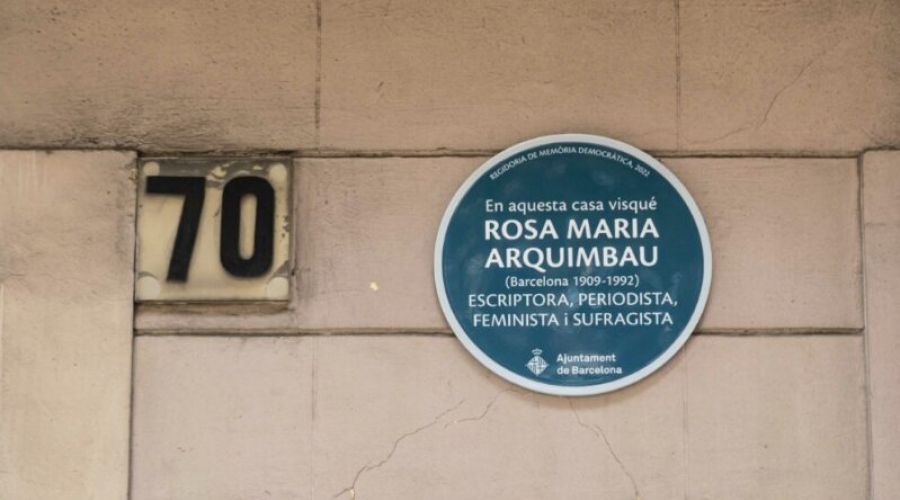 70
REGIDORIA DE MEMÒRIA DEMOCRÀTICA, 2022
En aquesta casa visqué
ROSA MARIA
ARQUIMBAU
(Barcelona 1909-1992)
ESCRIPTORA, PERIODISTA,
FEMINISTA i SUFRAGISTA
Ajuntament
de Barcelona